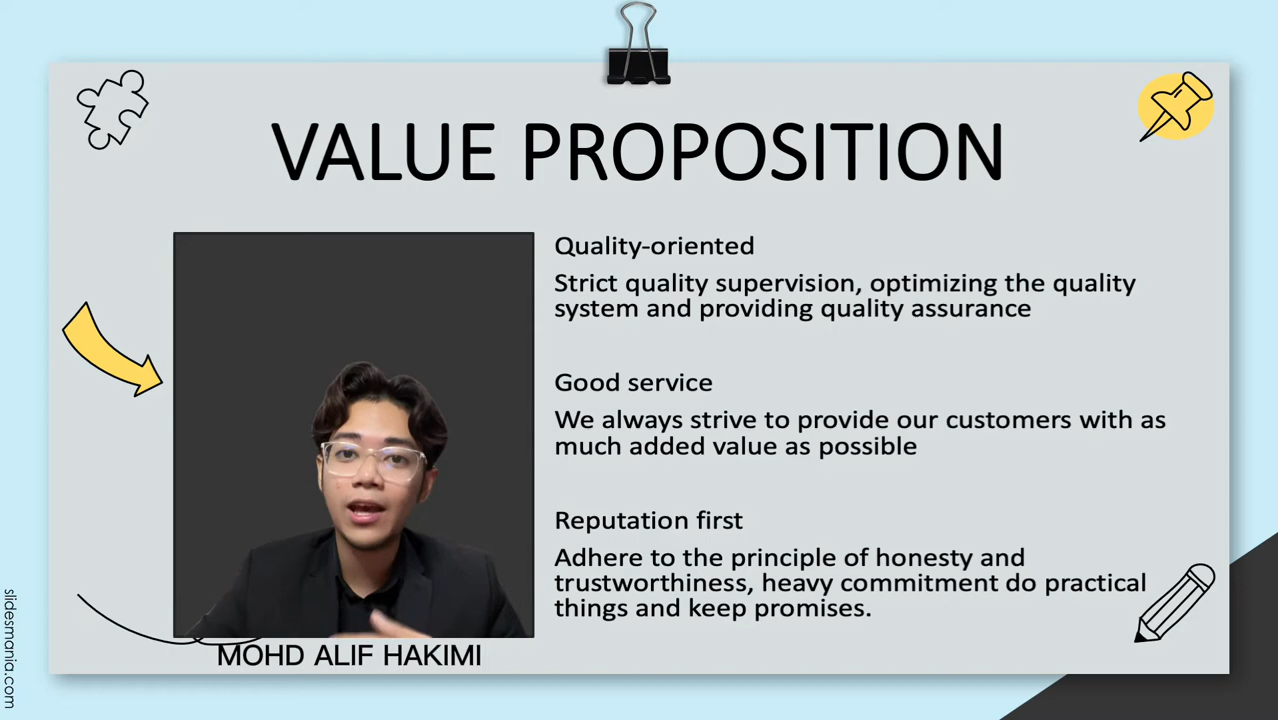 VALUE PROPOSITION
Quality-oriented
Strict quality supervision, optimizing the quality
system and providing quality assurance
Good service
We always strive to provide our customers with as
much added value as possible
Reputation first
Adhere to the principle of honesty and
trustworthiness, heavy commitment do practical
things and keep promises.
MOHD ALIF HAKIMI
slidesmania.com